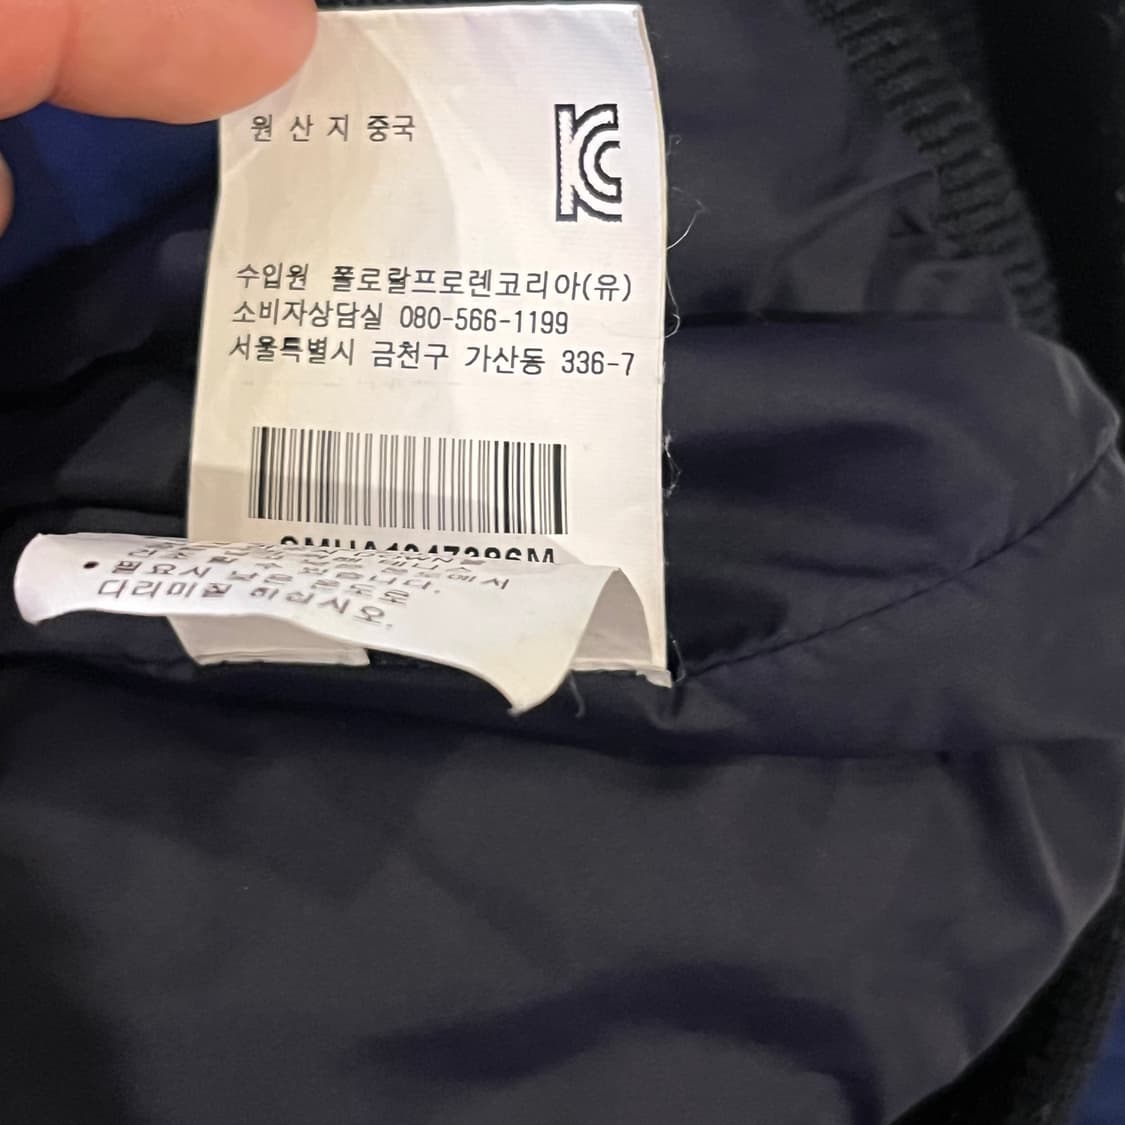 원 산 지 중국
KC
수입원 폴로랄프로렌코리아(유)
소비자상담실 080-566-1199
서울특별시 금천구 가산동 336-7
• 필요시 낮은 온도로
다리미질 하십시오.